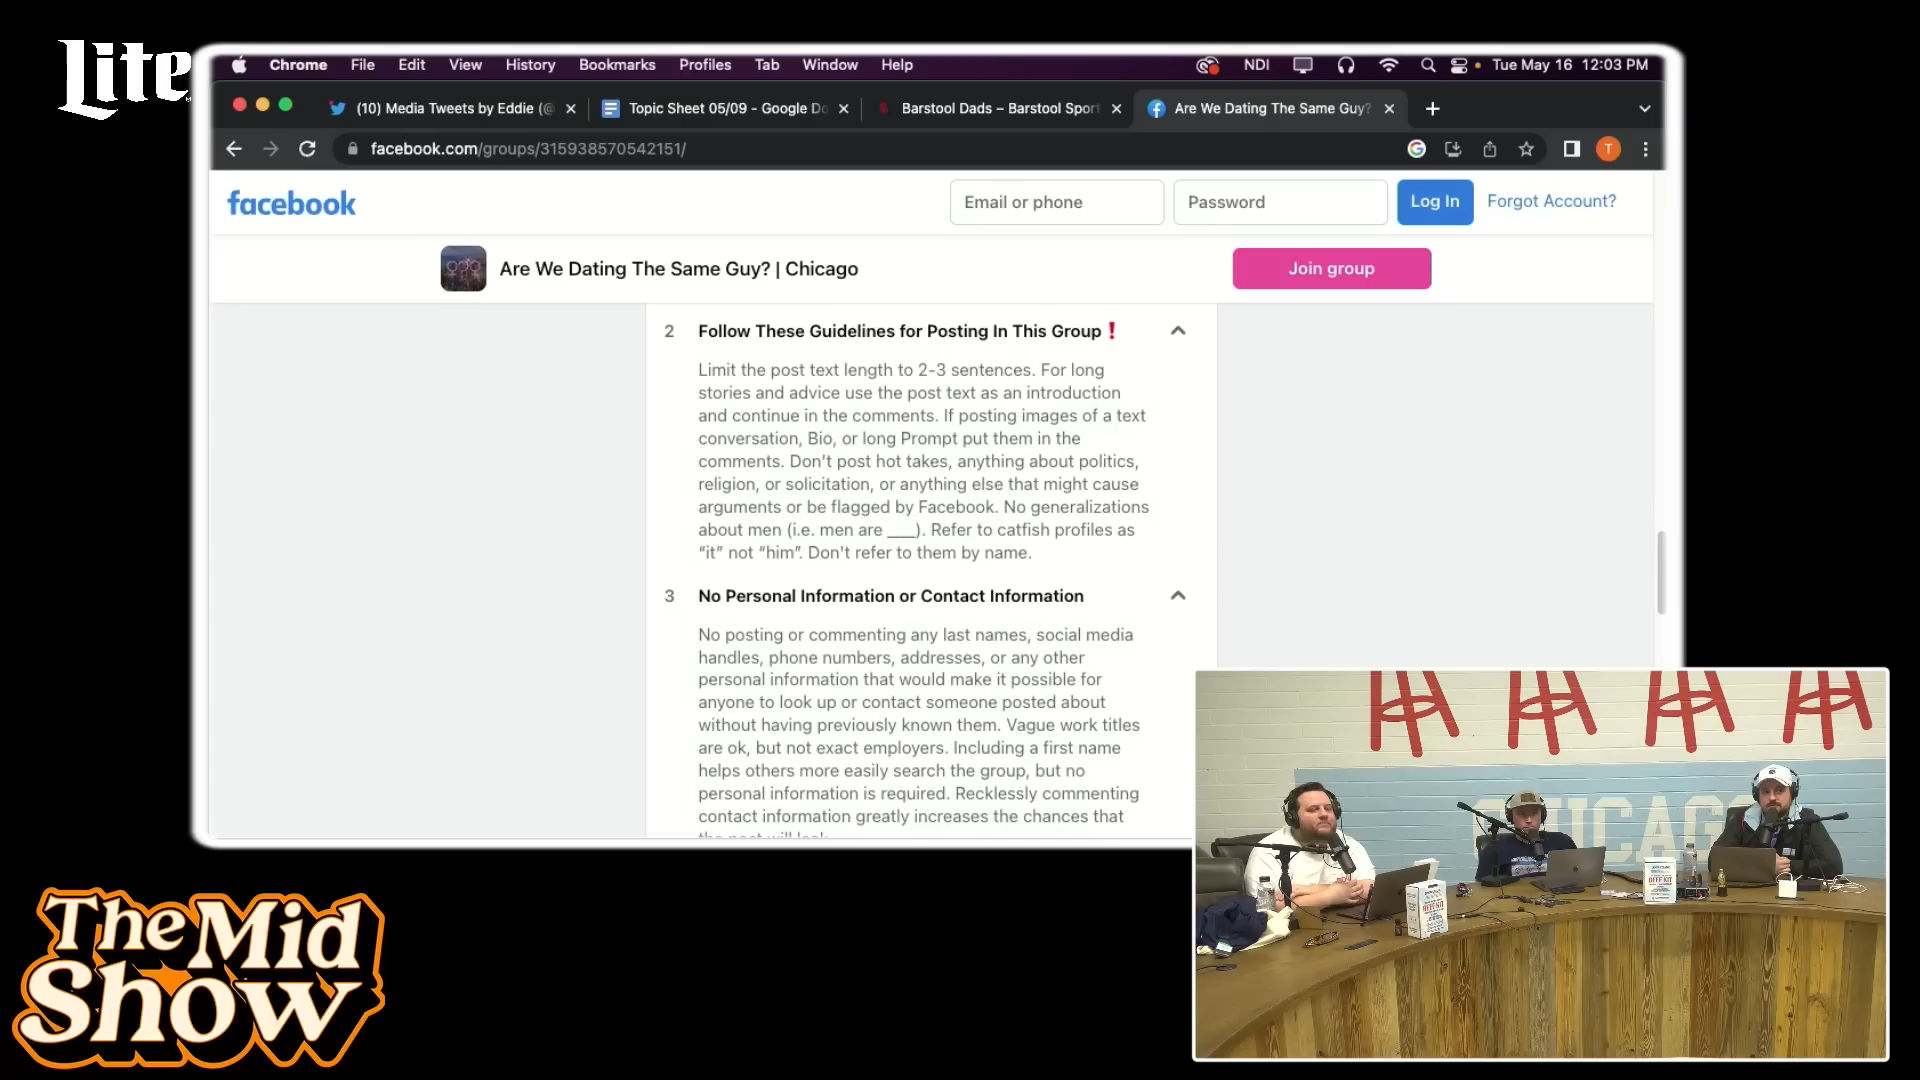 Lite
Chrome File Edit View History Bookmarks Profiles Tab Window Help NDI Tue May 16 12:03 PM
(10) Media Tweets by Eddie (@ Topic Sheet 05/09 - Google Do Barstool Dads – Barstool Sport Are We Dating The Same Guy?
facebook.com/groups/315938570542151/ T
facebook Email or phone Password Log In Forgot Account?
Are We Dating The Same Guy? | Chicago Join group
2 Follow These Guidelines for Posting In This Group❗
Limit the post text length to 2-3 sentences. For long
stories and advice use the post text as an introduction
and continue in the comments. If posting images of a text
conversation, Bio, or long Prompt put them in the
comments. Don’t post hot takes, anything about politics,
religion, or solicitation, or anything else that might cause
arguments or be flagged by Facebook. No generalizations
about men (i.e. men are ___). Refer to catfish profiles as
“it” not “him”. Don't refer to them by name.
3 No Personal Information or Contact Information
No posting or commenting any last names, social media
handles, phone numbers, addresses, or any other
personal information that would make it possible for
anyone to look up or contact someone posted about
without having previously known them. Vague work titles
are ok, but not exact employers. Including a first name
helps others more easily search the group, but no
personal information is required. Recklessly commenting
contact information greatly increases the chances that
the post will leak
CHICAGO
BEEF KIT
BEEF KIT
The Mid
Show